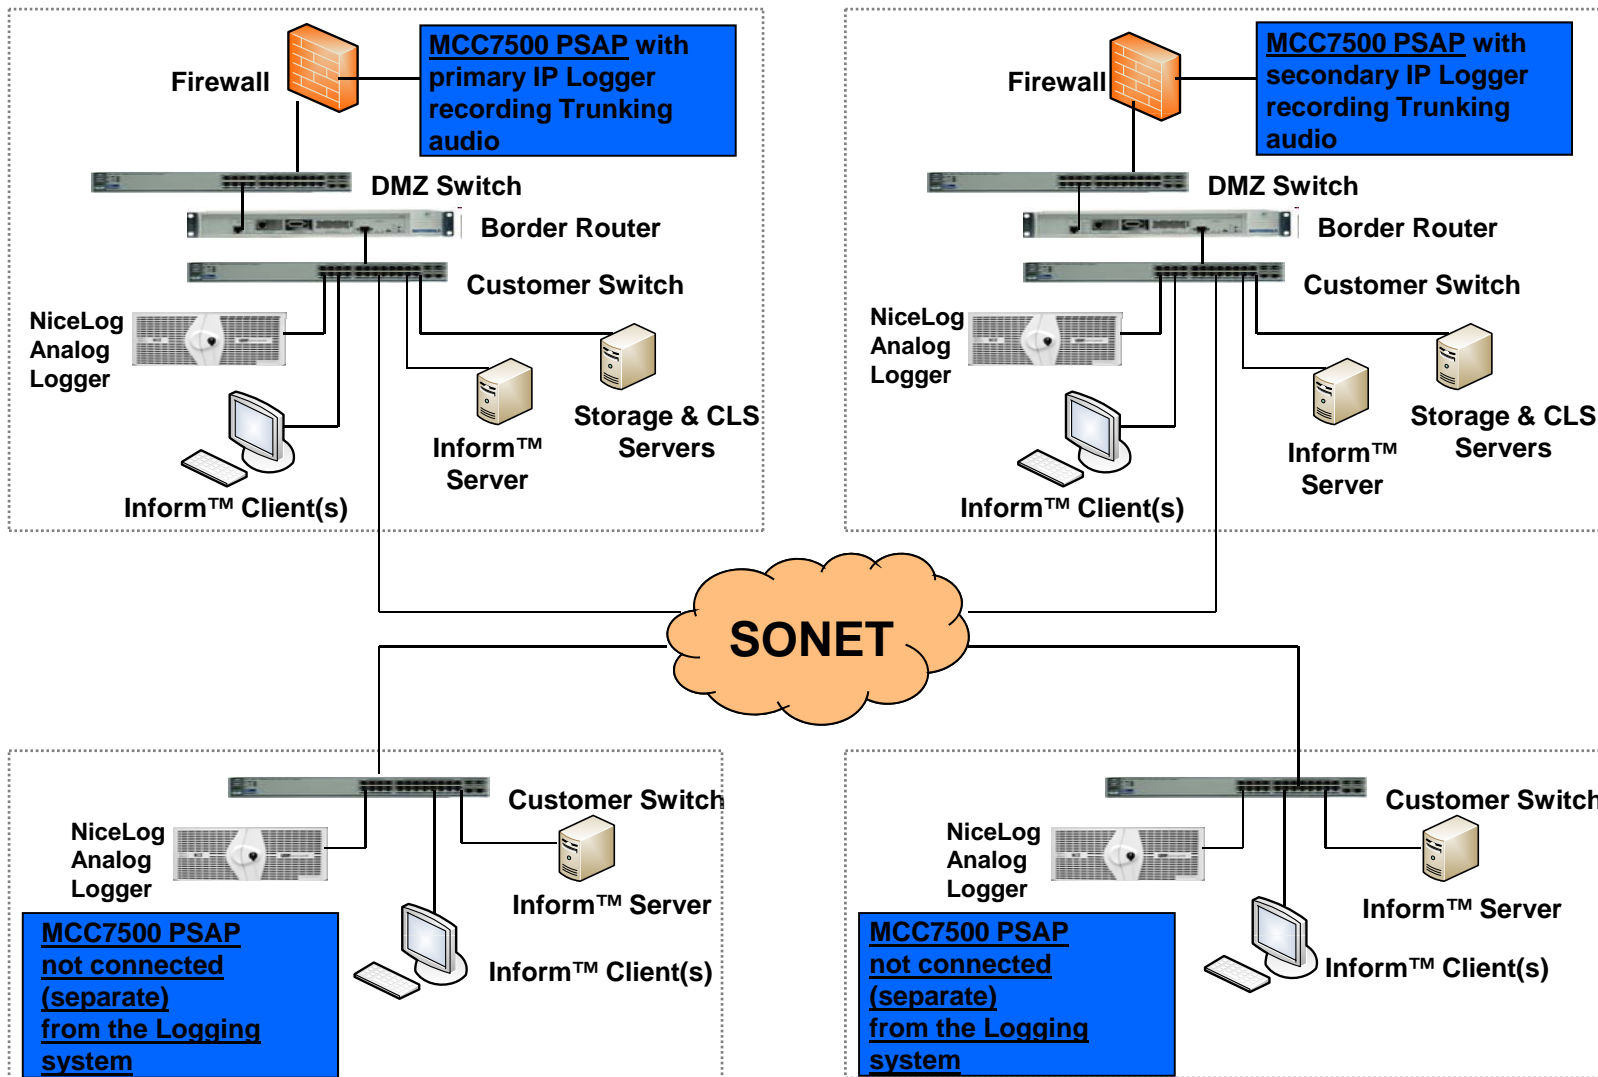 Firewall
MCC7500 PSAP with
primary IP Logger
recording Trunking
audio
DMZ Switch
Border Router
Customer Switch
NiceLog
Analog
Logger
Inform™
Server
Storage & CLS
Servers
Inform™ Client(s)
Firewall
MCC7500 PSAP with
secondary IP Logger
recording Trunking
audio
DMZ Switch
Border Router
Customer Switch
NiceLog
Analog
Logger
Inform™
Server
Storage & CLS
Servers
Inform™ Client(s)
SONET
Customer Switch
NiceLog
Analog
Logger
Inform™ Server
Inform™ Client(s)
MCC7500 PSAP
not connected
(separate)
from the Logging
system
Customer Switch
NiceLog
Analog
Logger
Inform™ Server
Inform™ Client(s)
MCC7500 PSAP
not connected
(separate)
from the Logging
system